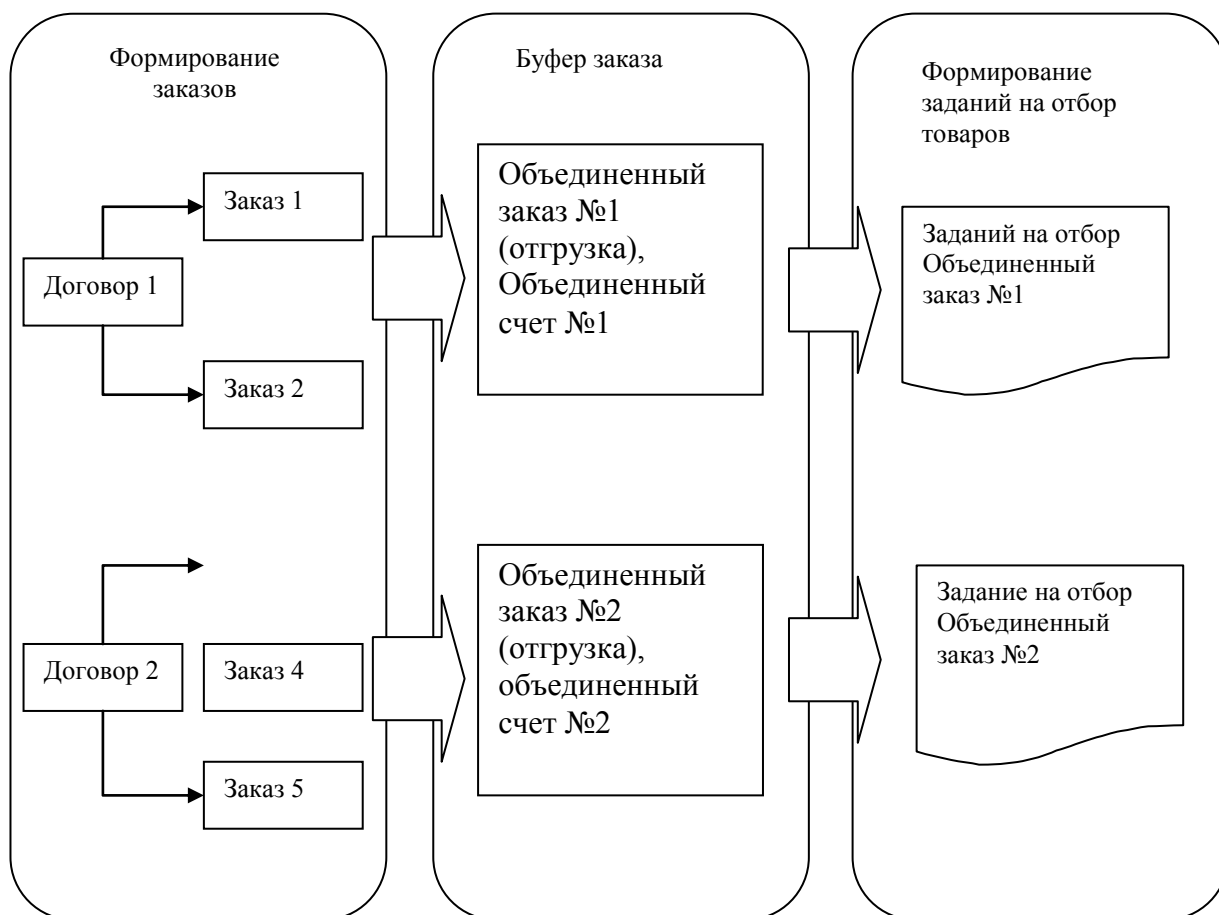 Формирование
заказов
Заказ 1
Договор 1
Заказ 2
Договор 2
Заказ 4
Заказ 5
Буфер заказа
Объединенный
заказ №1
(отгрузка),
Объединенный
счет №1
Объединенный
заказ №2
(отгрузка),
объединенный
счет №2
Формирование
заданий на отбор
товаров
Заданий на отбор
Объединенный
заказ №1
Задание на отбор
Объединенный
заказ №2